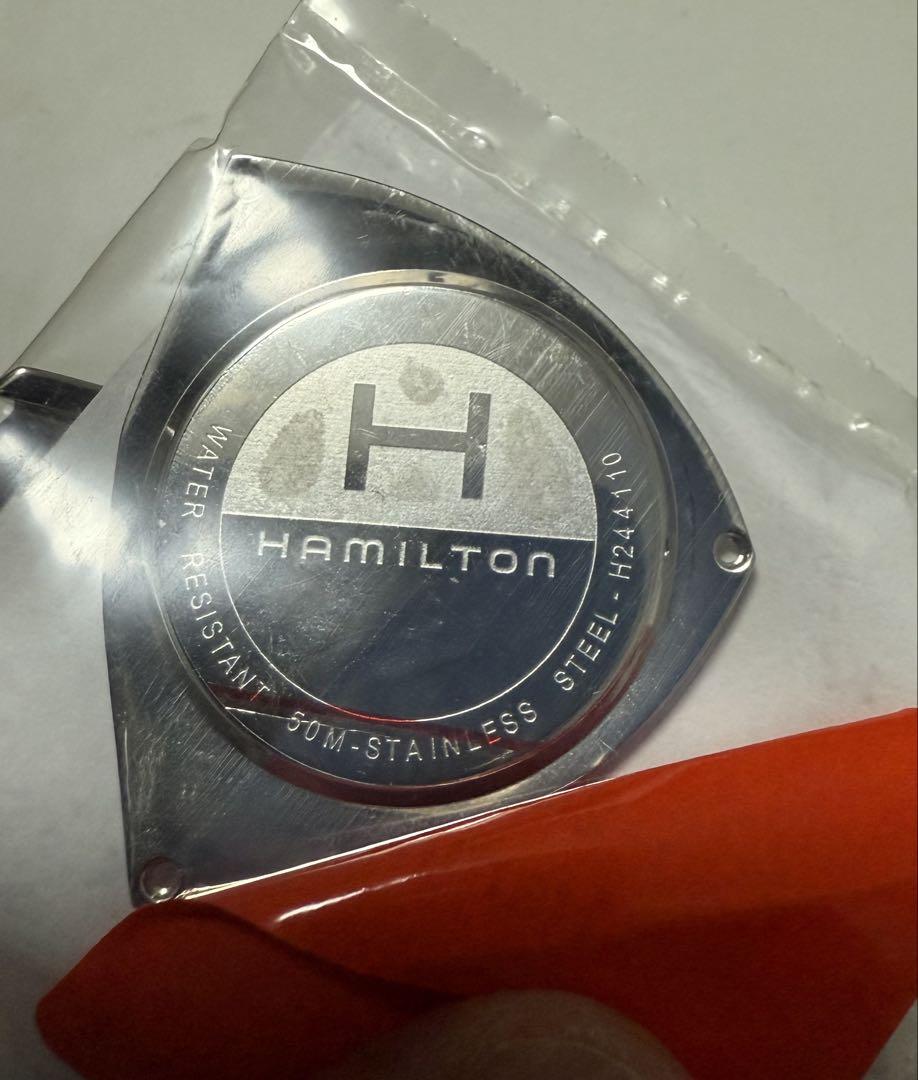 H
HAMILTON
WATER RESISTANT 50M-STAINLESS STEEL-H244110